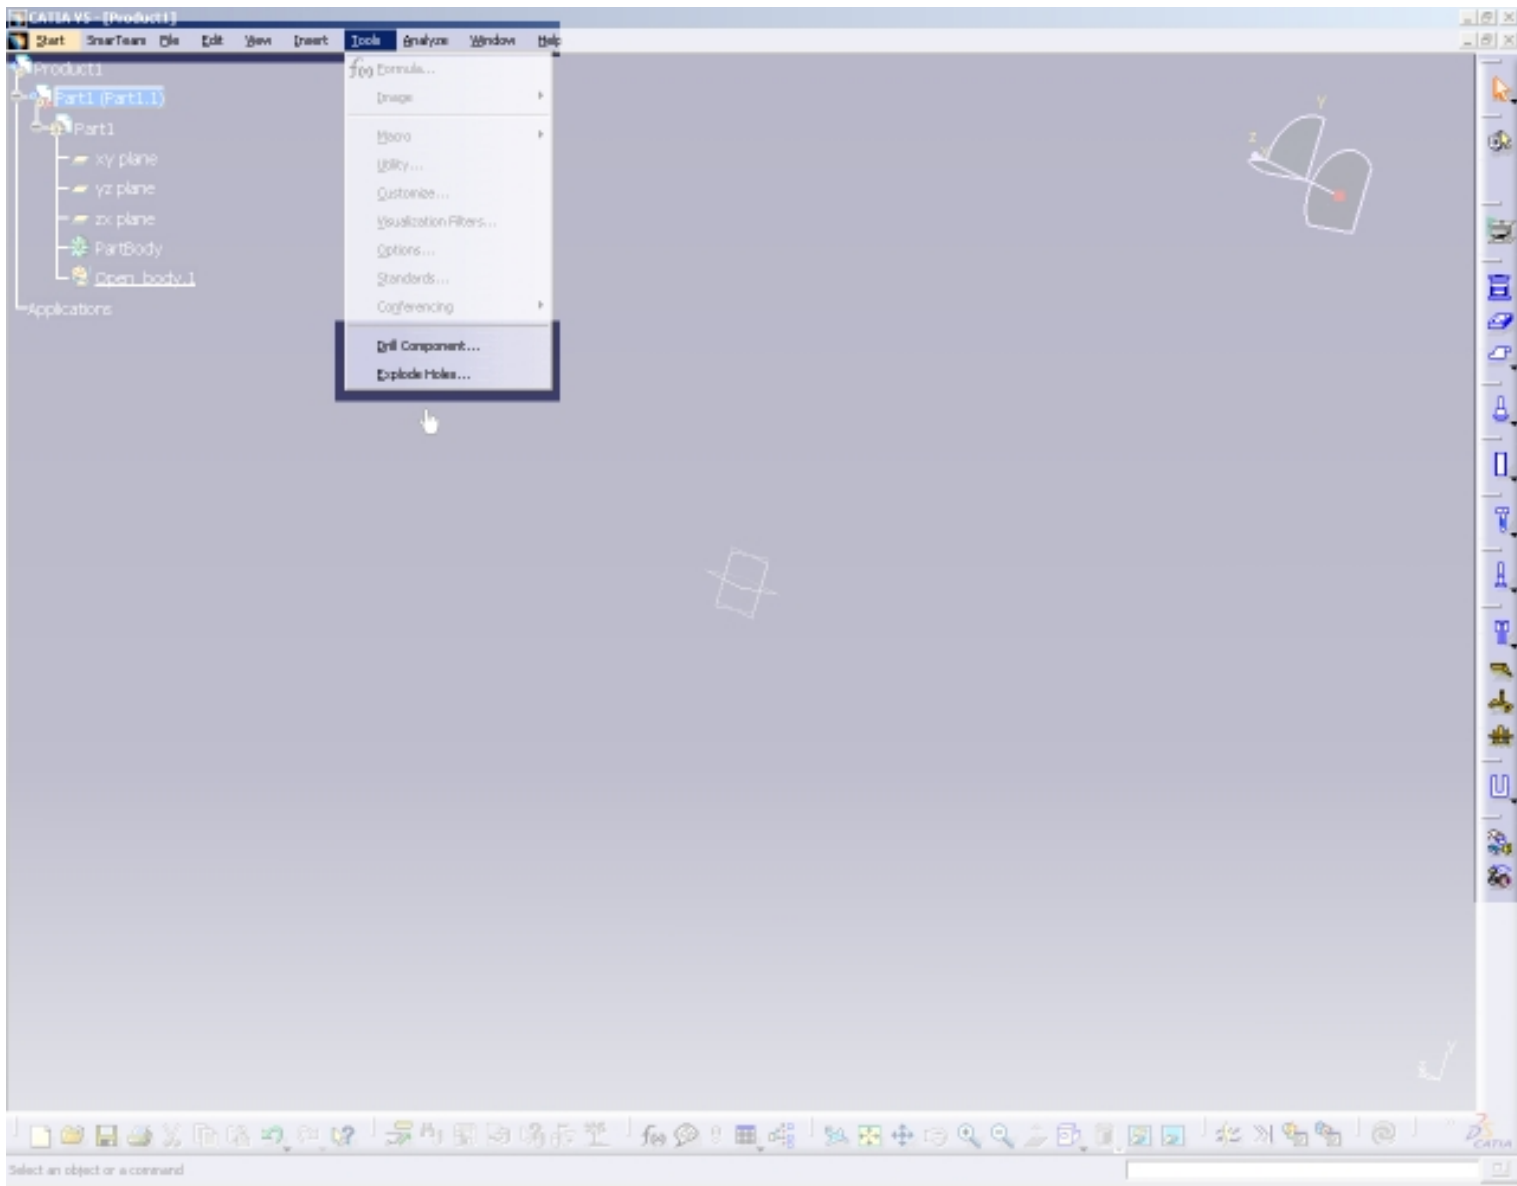 CATIA V5 - [Product1]
Start SmarTeam File Edit View Insert Tools Analyze Window Help
Product1
Part1 (Part1.1)
Part1
xy plane
yz plane
zx plane
PartBody
Open_body.1
Applications
f(x) Formula...
Image
Macro
Utility...
Customize...
Visualization Filters...
Options...
Standards...
Conferencing
Drill Component...
Explode Holes...
y
z
y
f(x)
CATIA
Select an object or a command